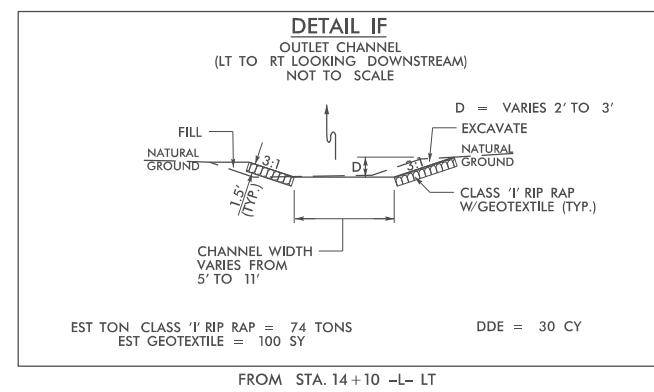 DETAIL IF
OUTLET CHANNEL
(LT TO RT LOOKING DOWNSTREAM)
NOT TO SCALE
D = VARIES 2' TO 3'
FILL
EXCAVATE
NATURAL
GROUND
3:1
D
3:1
NATURAL
GROUND
1.5'
(TYP.)
CLASS 'I' RIP RAP
W/GEOTEXTILE (TYP.)
CHANNEL WIDTH
VARIES FROM
5' TO 11'
EST TON CLASS 'I' RIP RAP = 74 TONS
EST GEOTEXTILE = 100 SY
DDE = 30 CY
FROM STA. 14+10 -L- LT